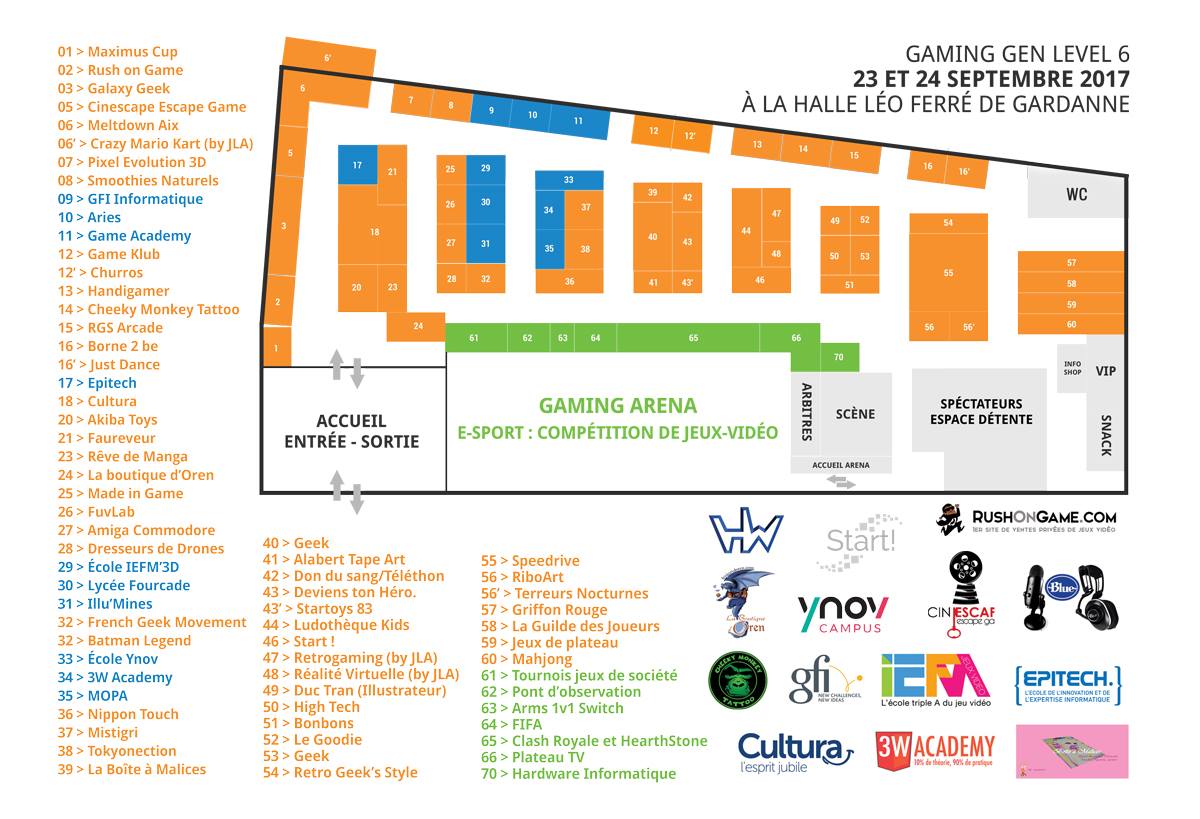 GAMING GEN LEVEL 6
23 ET 24 SEPTEMBRE 2017
À LA HALLE LÉO FERRÉ DE GARDANNE
01 > Maximus Cup
02 > Rush on Game
03 > Galaxy Geek
05 > Cinescape Escape Game
06 > Meltdown Aix
06' > Crazy Mario Kart (by JLA)
07 > Pixel Evolution 3D
08 > Smoothies Naturels
09 > GFI Informatique
10 > Aries
11 > Game Academy
12 > Game Klub
12' > Churros
13 > Handigamer
14 > Cheeky Monkey Tattoo
15 > RGS Arcade
16 > Borne 2 be
16' > Just Dance
17 > Epitech
18 > Cultura
20 > Akiba Toys
21 > Faureveur
23 > Rêve de Manga
24 > La boutique d'Oren
25 > Made in Game
26 > FuvLab
27 > Amiga Commodore
28 > Dresseurs de Drones
29 > École IEFM'3D
30 > Lycée Fourcade
31 > Illu'Mines
32 > French Geek Movement
32 > Batman Legend
33 > École Ynov
34 > 3W Academy
35 > MOPA
36 > Nippon Touch
37 > Mistigri
38 > Tokyonection
39 > La Boîte à Malices
40 > Geek
41 > Alabert Tape Art
42 > Don du sang/Téléthon
43 > Deviens ton Héro.
43' > Startoys 83
44 > Ludothèque Kids
46 > Start !
47 > Retrogaming (by JLA)
48 > Réalité Virtuelle (by JLA)
49 > Duc Tran (Illustrateur)
50 > High Tech
51 > Bonbons
52 > Le Goodie
53 > Geek
54 > Retro Geek's Style
55 > Speedrive
56 > RiboArt
56' > Terreurs Nocturnes
57 > Griffon Rouge
58 > La Guilde des Joueurs
59 > Jeux de plateau
60 > Mahjong
61 > Tournois jeux de société
62 > Pont d'observation
63 > Arms 1v1 Switch
64 > FIFA
65 > Clash Royale et HearthStone
66 > Plateau TV
70 > Hardware Informatique
6'
6
5
3
2
1
7
8
9
10
11
12
12'
13
14
15
16
16'
WC
17
21
18
20
23
24
25
29
26
30
27
31
28
32
33
34
37
35
38
36
39
42
40
43
41
43'
44
47
48
46
49
52
50
53
51
54
55
56
56'
57
58
59
60
61
62
63
64
65
66
70
ACCUEIL
ENTRÉE - SORTIE
GAMING ARENA
E-SPORT : COMPÉTITION DE JEUX-VIDÉO
ARBITRES
SCÈNE
ACCUEIL ARENA
SPÉCTATEURS
ESPACE DÉTENTE
INFO
SHOP
VIP
SNACK
HW
Start!
RUSHONGAME.COM
1ER SITE DE VENTES PRIVÉES DE JEUX VIDÉO
La Boutique
Oren
YNOV
CAMPUS
CINESCAP
escape ga
Blue
CHEEKY MONKEY
TATTOO
gfi
NEW CHALLENGES,
NEW IDEAS
IEFM
JEUX VIDÉO
L'école triple A du jeu vidéo
{EPITECH.}
L'ECOLE DE L'INNOVATION ET DE
L'EXPERTISE INFORMATIQUE
Cultura
l'esprit jubile
3W ACADEMY
10% de théorie, 90% de pratique